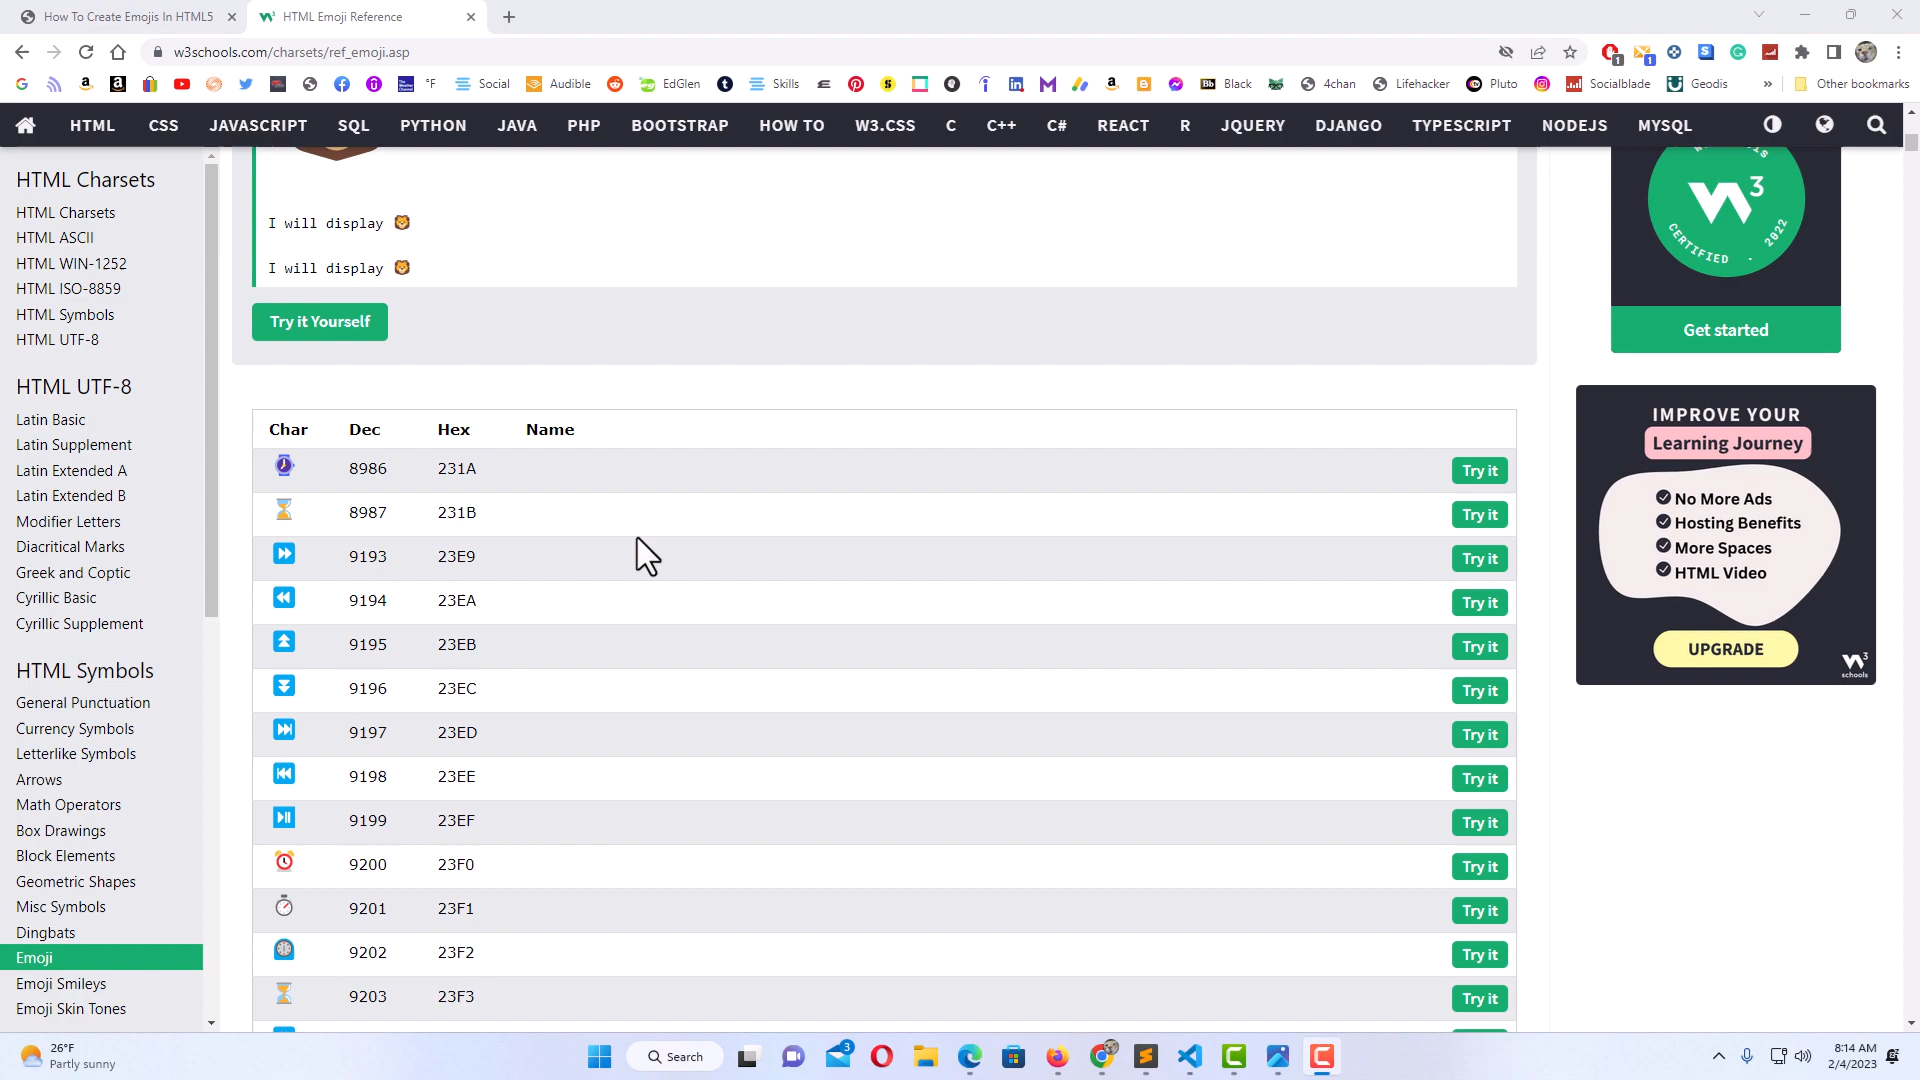 How To Create Emojis In HTML5
HTML Emoji Reference
w3schools.com/charsets/ref_emoji.asp
°F Social Audible EdGlen Skills Black 4chan Lifehacker Pluto Socialblade Geodis » Other bookmarks
HTML CSS JAVASCRIPT SQL PYTHON JAVA PHP BOOTSTRAP HOW TO W3.CSS C C++ C# REACT R JQUERY DJANGO TYPESCRIPT NODEJS MYSQL
HTML Charsets
HTML Charsets
HTML ASCII
HTML WIN-1252
HTML ISO-8859
HTML Symbols
HTML UTF-8
HTML UTF-8
Latin Basic
Latin Supplement
Latin Extended A
Latin Extended B
Modifier Letters
Diacritical Marks
Greek and Coptic
Cyrillic Basic
Cyrillic Supplement
HTML Symbols
General Punctuation
Currency Symbols
Letterlike Symbols
Arrows
Math Operators
Box Drawings
Block Elements
Geometric Shapes
Misc Symbols
Dingbats
Emoji
Emoji Smileys
Emoji Skin Tones
I will display 🦁
I will display 🦁
Try it Yourself
Char Dec Hex Name
⌚ 8986 231A Try it
⌛ 8987 231B Try it
⏩ 9193 23E9 Try it
⏪ 9194 23EA Try it
⏫ 9195 23EB Try it
⏬ 9196 23EC Try it
⏭ 9197 23ED Try it
⏮ 9198 23EE Try it
⏯ 9199 23EF Try it
⏰ 9200 23F0 Try it
⏱ 9201 23F1 Try it
⏲ 9202 23F2 Try it
⏳ 9203 23F3 Try it
W3
CERTIFIED . 2022
Get started
IMPROVE YOUR
Learning Journey
No More Ads
Hosting Benefits
More Spaces
HTML Video
UPGRADE
W3
schools
26°F
Partly sunny
Search
3
8:14 AM
2/4/2023